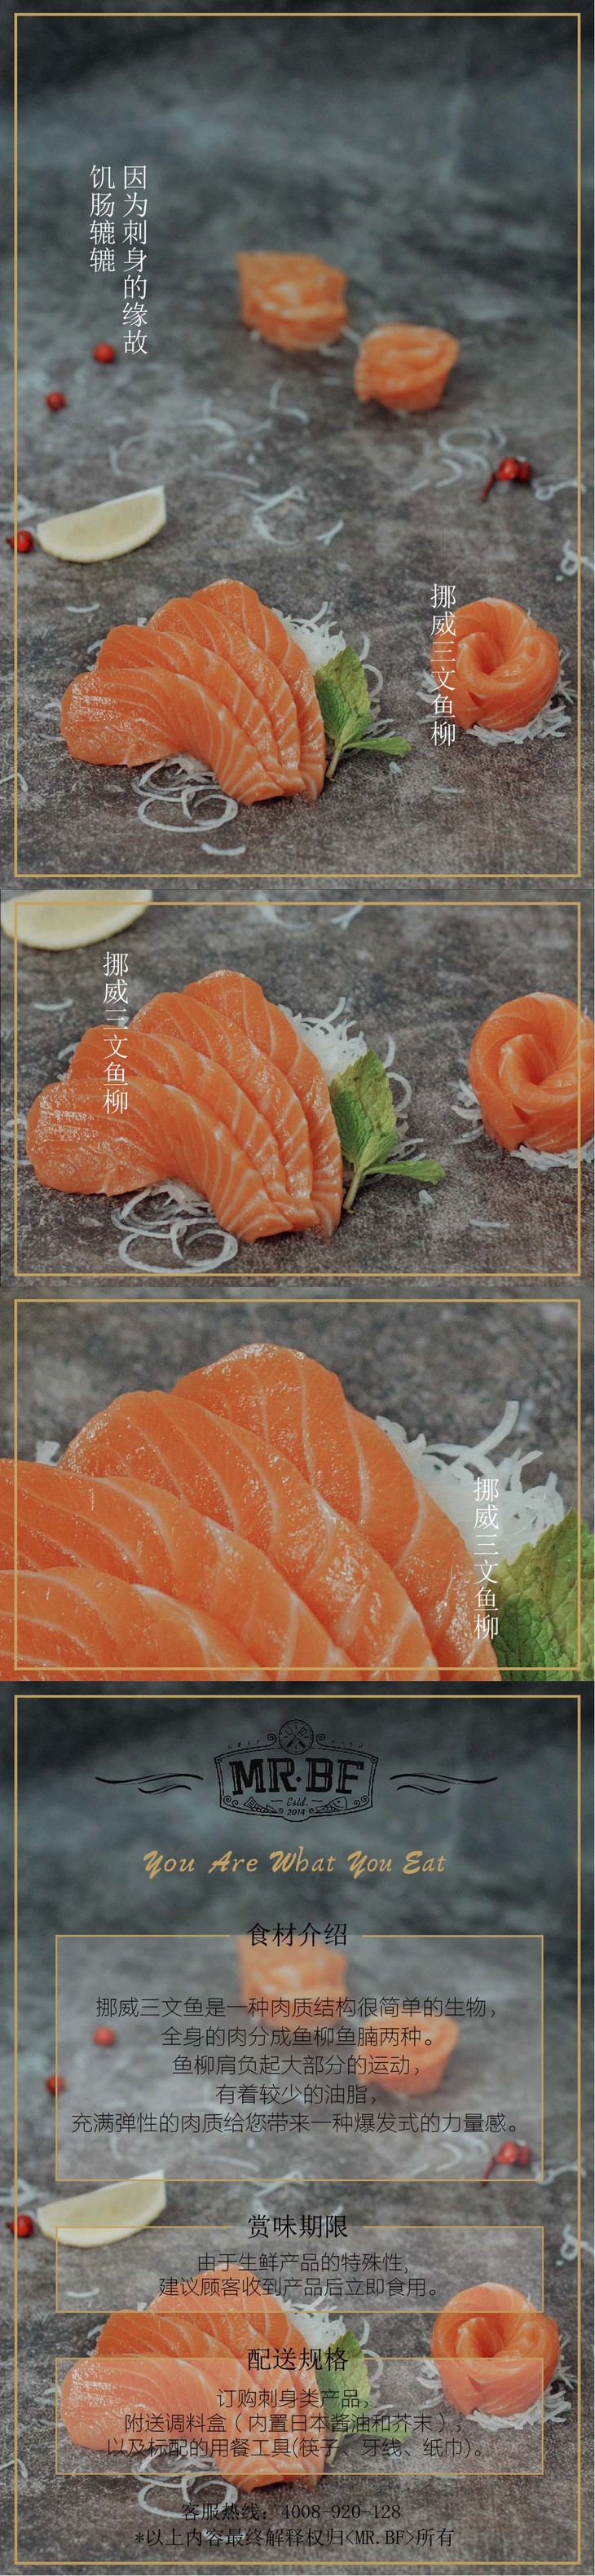 因为刺身的缘故
饥肠辘辘
挪威三文鱼柳
挪威三文鱼柳
挪威三文鱼柳
MR·BF
Estd.
2014
You Are What You Eat
食材介绍
挪威三文鱼是一种肉质结构很简单的生物，
全身的肉分成鱼柳鱼腩两种。
鱼柳肩负起大部分的运动，
有着较少的油脂，
充满弹性的肉质给您带来一种爆发式的力量感。
赏味期限
由于生鲜产品的特殊性，
建议顾客收到产品后立即食用。
配送规格
订购刺身类产品，
附送调料盒（内置日本酱油和芥末），
以及标配的用餐工具(筷子、牙线、纸巾)。
客服热线：4008-920-128
*以上内容最终解释权归<MR.BF>所有